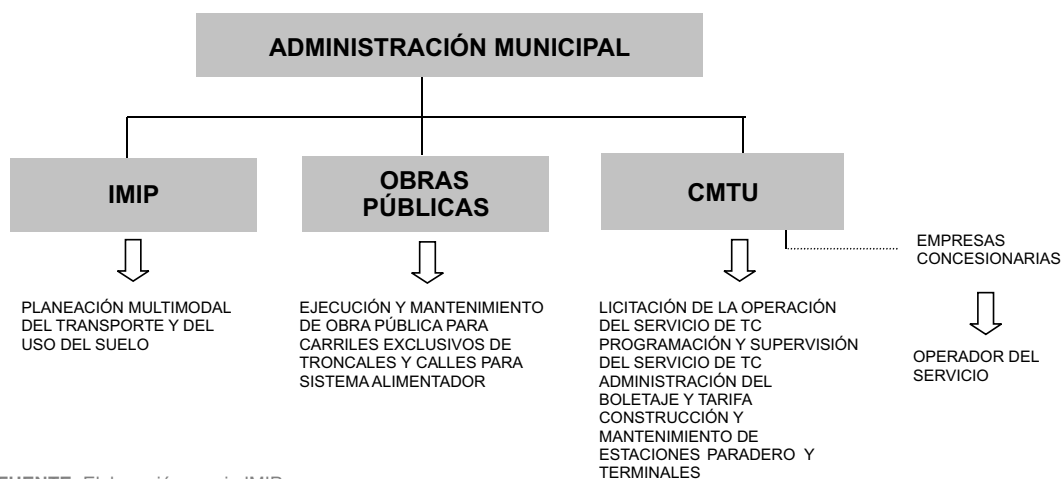 ADMINISTRACIÓN MUNICIPAL
IMIP
OBRAS
PÚBLICAS
CMTU
EMPRESAS
CONCESIONARIAS
PLANEACIÓN MULTIMODAL
DEL TRANSPORTE Y DEL
USO DEL SUELO
EJECUCIÓN Y MANTENIMIENTO
DE OBRA PÚBLICA PARA
CARRILES EXCLUSIVOS DE
TRONCALES Y CALLES PARA
SISTEMA ALIMENTADOR
LICITACIÓN DE LA OPERACIÓN
DEL SERVICIO DE TC
PROGRAMACIÓN Y SUPERVISIÓN
DEL SERVICIO DE TC
ADMINISTRACIÓN DEL
BOLETAJE Y TARIFA
CONSTRUCCIÓN Y
MANTENIMIENTO DE
ESTACIONES PARADERO Y
TERMINALES
OPERADOR DEL
SERVICIO